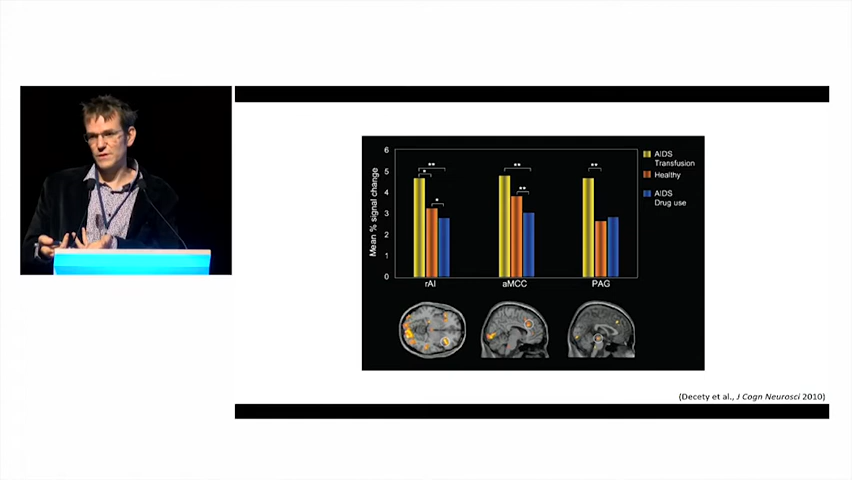 6
5
4
3
2
1
0
Mean % signal change
** 
* 
*
**
**
**
rAI
aMCC
PAG
AIDS
Transfusion
Healthy
AIDS
Drug use
(Decety et al., J Cogn Neurosci 2010)